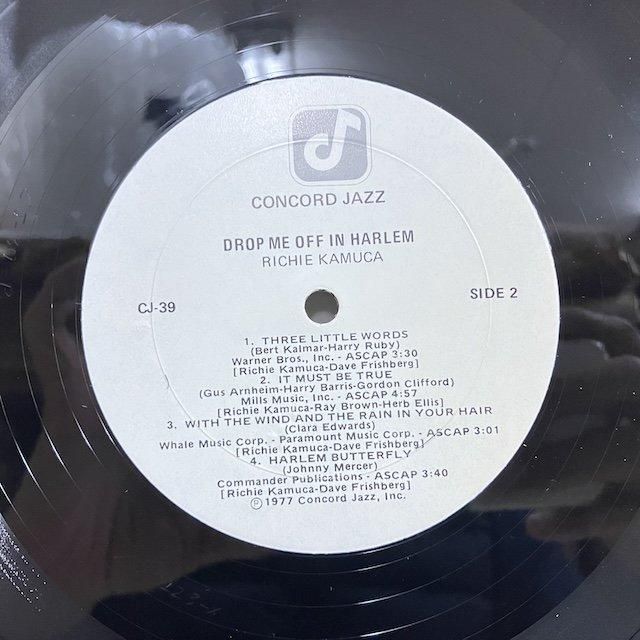 CONCORD JAZZ
DROP ME OFF IN HARLEM
RICHIE KAMUCA
CJ-39
SIDE 2
1. THREE LITTLE WORDS
(Bert Kalmar-Harry Ruby)
Warner Bros., Inc. - ASCAP 3:30
[Richie Kamuca-Dave Frishberg]
2. IT MUST BE TRUE
(Gus Arnheim-Harry Barris-Gordon Clifford)
Mills Music, Inc. - ASCAP 4:57
[Richie Kamuca-Ray Brown-Herb Ellis]
3. WITH THE WIND AND THE RAIN IN YOUR HAIR
(Clara Edwards)
Whale Music Corp. - Paramount Music Corp. - ASCAP 3:01
[Richie Kamuca-Dave Frishberg]
4. HARLEM BUTTERFLY
(Johnny Mercer)
Commander Publications - ASCAP 3:40
[Richie Kamuca-Dave Frishberg]
℗1977 Concord Jazz, Inc.